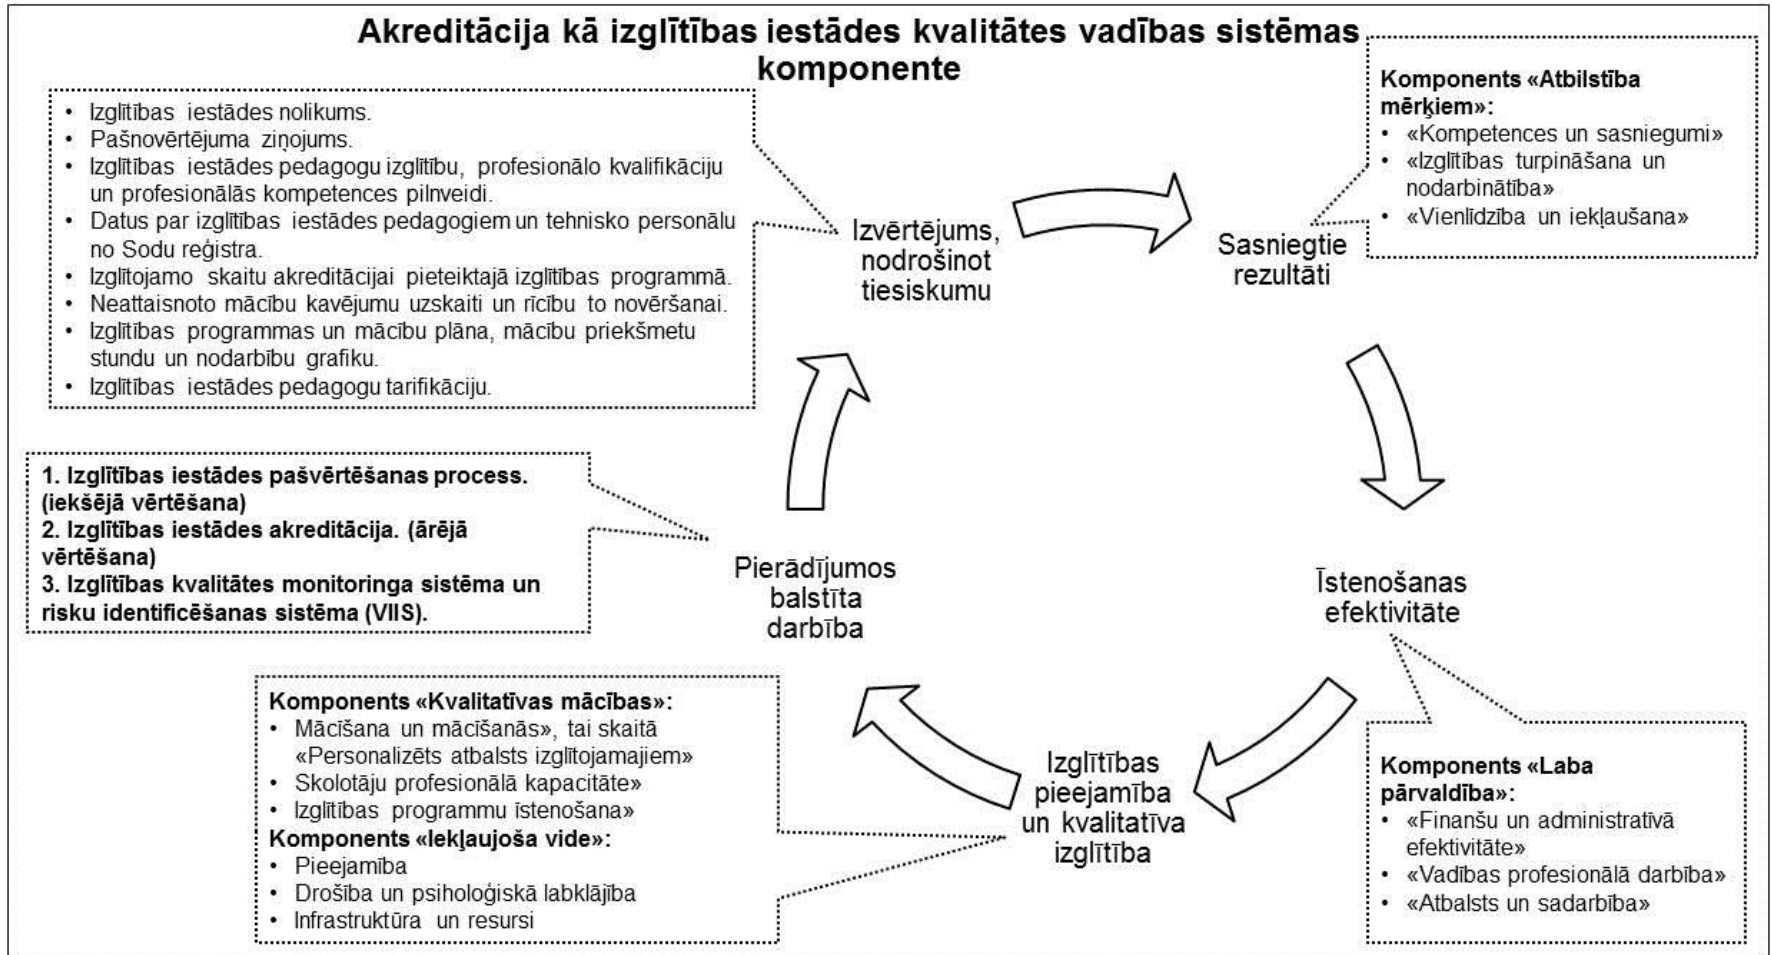 Akreditācija kā izglītības iestādes kvalitātes vadības sistēmas
komponente
• Izglītības iestādes nolikums.
• Pašnovērtējuma ziņojums.
• Izglītības iestādes pedagogu izglītību, profesionālo kvalifikāciju
un profesionālās kompetences pilnveidi.
• Datus par izglītības iestādes pedagogiem un tehnisko personālu
no Sodu reģistra.
• Izglītojamo skaitu akreditācijai pieteiktajā izglītības programmā.
• Neattaisnoto mācību kavējumu uzskaiti un rīcību to novēršanai.
• Izglītības programmas un mācību plāna, mācību priekšmetu
stundu un nodarbību grafiku.
• Izglītības iestādes pedagogu tarifikāciju.
Izvērtējums,
nodrošinot
tiesiskumu
Sasniegtie
rezultāti
Komponents «Atbilstība
mērķiem»:
• «Kompetences un sasniegumi»
• «Izglītības turpināšana un
nodarbinātība»
• «Vienlīdzība un iekļaušana»
1. Izglītības iestādes pašvērtēšanas process.
(iekšējā vērtēšana)
2. Izglītības iestādes akreditācija. (ārējā
vērtēšana)
3. Izglītības kvalitātes monitoringa sistēma un
risku identificēšanas sistēma (VIIS).
Pierādījumos
balstīta
darbība
Īstenošanas
efektivitāte
Komponents «Kvalitatīvas mācības»:
• Mācīšana un mācīšanās», tai skaitā
«Personalizēts atbalsts izglītojamajiem»
• Skolotāju profesionālā kapacitāte»
• Izglītības programmu īstenošana»
Komponents «Iekļaujoša vide»:
• Pieejamība
• Drošība un psiholoģiskā labklājība
• Infrastruktūra un resursi
Izglītības
pieejamība
un kvalitatīva
izglītība
Komponents «Laba
pārvaldība»:
• «Finanšu un administratīvā
efektivitāte»
• «Vadības profesionālā darbība»
• «Atbalsts un sadarbība»